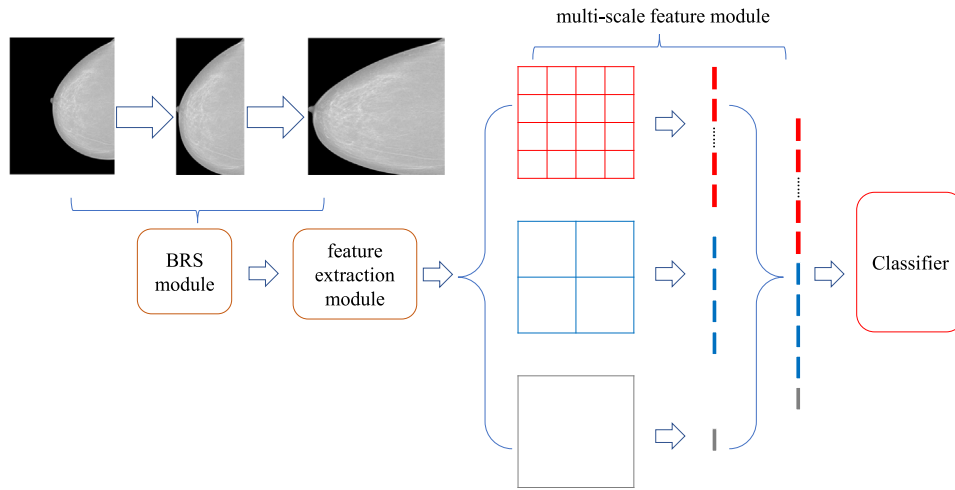 multi-scale feature module
BRS
module
feature
extraction
module
Classifier